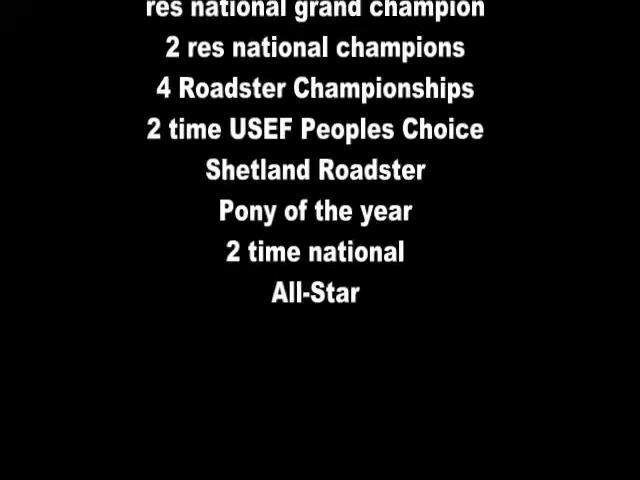 res national grand champion
2 res national champions
4 Roadster Championships
2 time USEF Peoples Choice
Shetland Roadster
Pony of the year
2 time national
All-Star